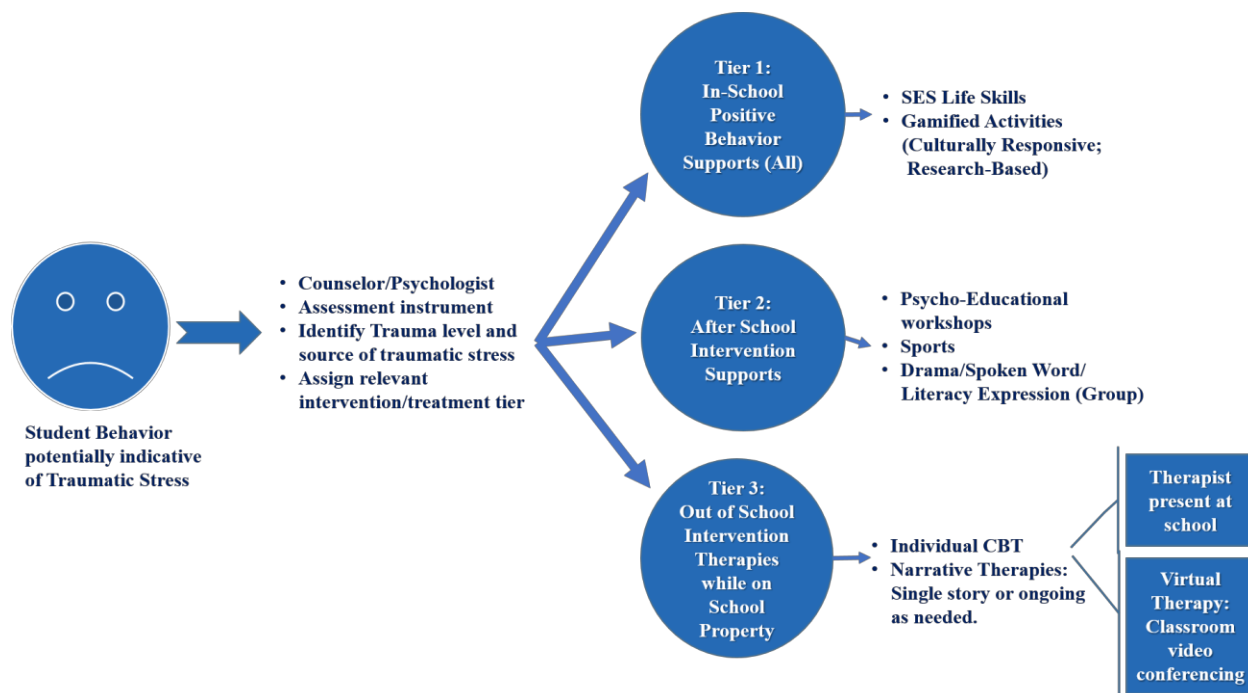 Student Behavior
potentially indicative
of Traumatic Stress
• Counselor/Psychologist
• Assessment instrument
• Identify Trauma level and
source of traumatic stress
• Assign relevant
intervention/treatment tier
Tier 1:
In-School
Positive
Behavior
Supports (All)
• SES Life Skills
• Gamified Activities
(Culturally Responsive;
Research-Based)
Tier 2:
After School
Intervention
Supports
• Psycho-Educational
workshops
• Sports
• Drama/Spoken Word/
Literacy Expression (Group)
Tier 3:
Out of School
Intervention
Therapies
while on
School
Property
• Individual CBT
• Narrative Therapies:
Single story or ongoing
as needed.
Therapist
present at
school
Virtual
Therapy:
Classroom
video
conferencing